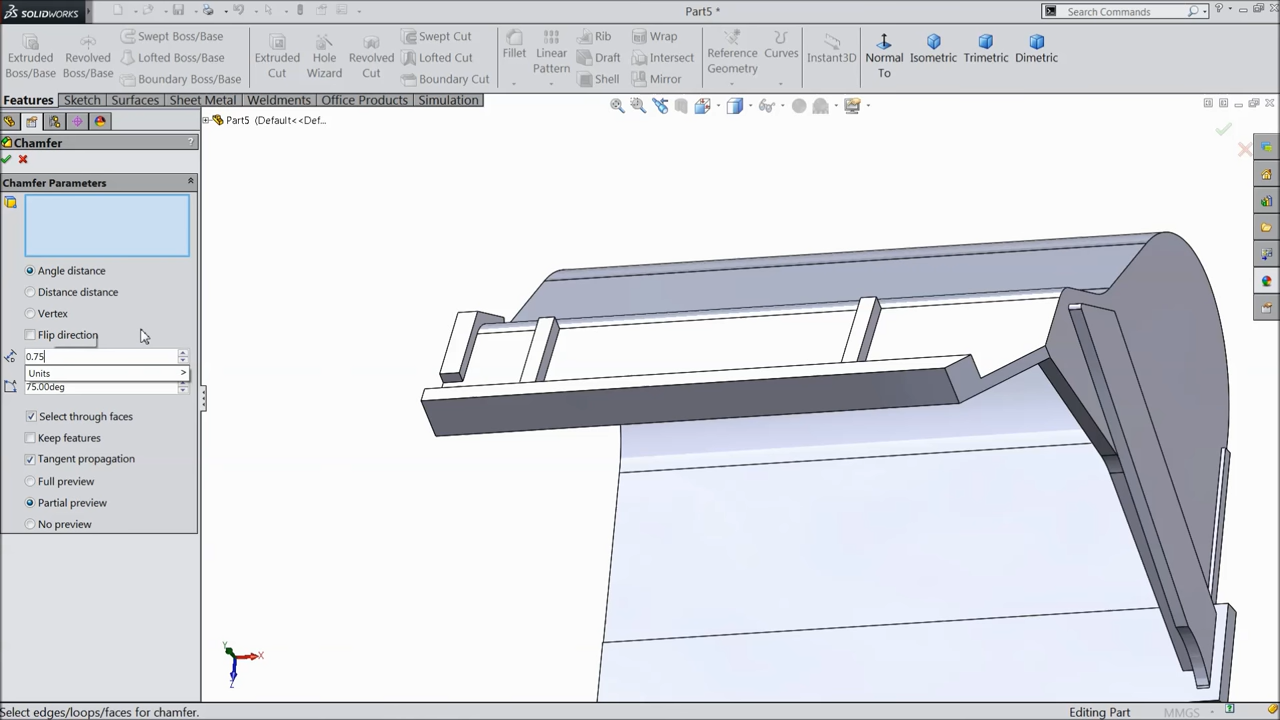 SOLIDWORKS
Part5 *
Search Commands
Extruded Boss/Base
Revolved Boss/Base
Swept Boss/Base
Lofted Boss/Base
Boundary Boss/Base
Extruded Cut
Hole Wizard
Revolved Cut
Swept Cut
Lofted Cut
Boundary Cut
Fillet
Linear Pattern
Rib
Draft
Shell
Wrap
Intersect
Mirror
Reference Geometry
Curves
Instant3D
Normal To
Isometric
Trimetric
Dimetric
Features Sketch Surfaces Sheet Metal Weldments Office Products Simulation
Part5 (Default<<Def...
Chamfer ?
Chamfer Parameters
Angle distance
Distance distance
Vertex
Flip direction
0.75
Units >
75.00deg
Select through faces
Keep features
Tangent propagation
Full preview
Partial preview
No preview
Y
X
Z
Select edges/loops/faces for chamfer. Editing Part MMGS